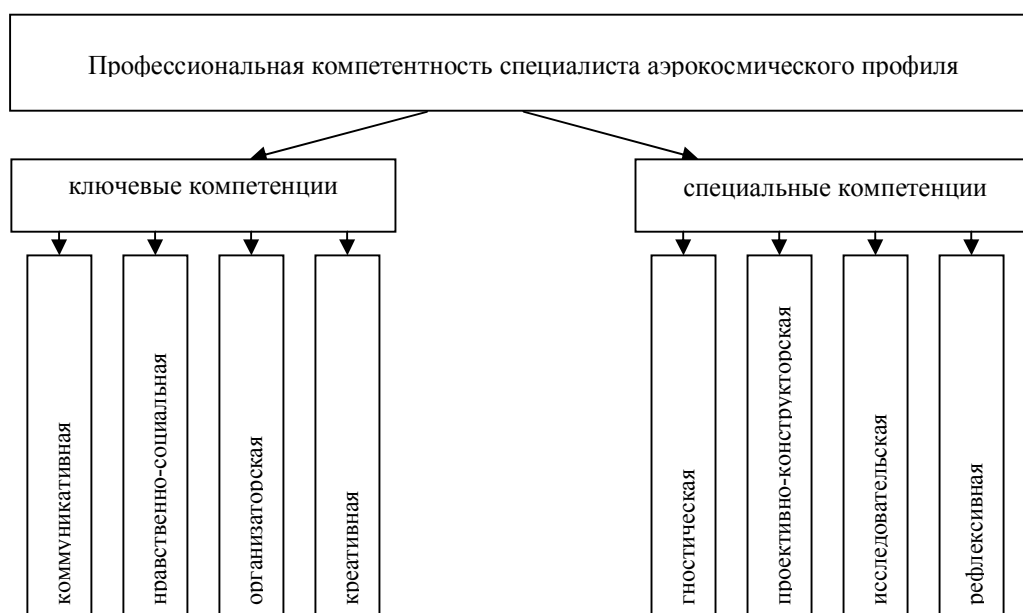 Профессиональная компетентность специалиста аэрокосмического профиля
ключевые компетенции
специальные компетенции
коммуникативная
нравственно-социальная
организаторская
креативная
гностическая
проективно-конструкторская
исследовательская
рефлексивная